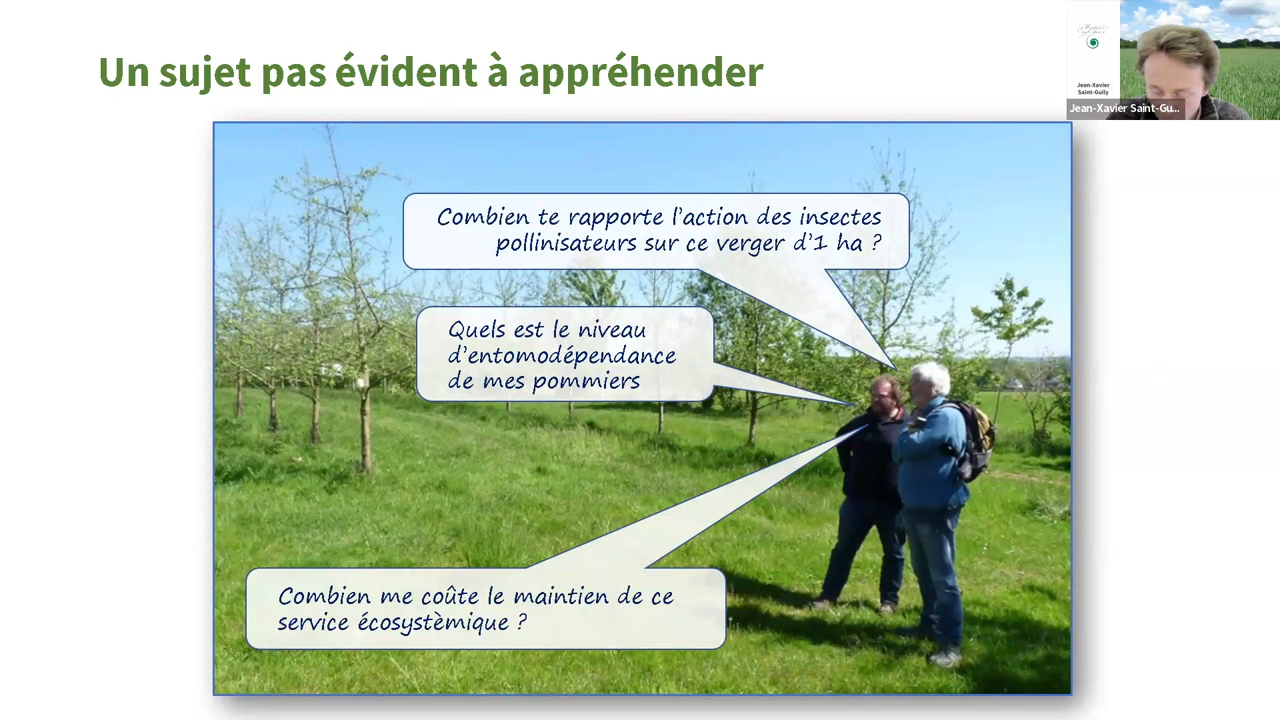 Un sujet pas évident à appréhender
Jean-Xavier
Saint-Guily
Jean-Xavier Saint-Gu...
Combien te rapporte l'action des insectes
pollinisateurs sur ce verger d'1 ha ?
Quels est le niveau
d'entomodépendance
de mes pommiers
Combien me coûte le maintien de ce
service écosystèmique ?